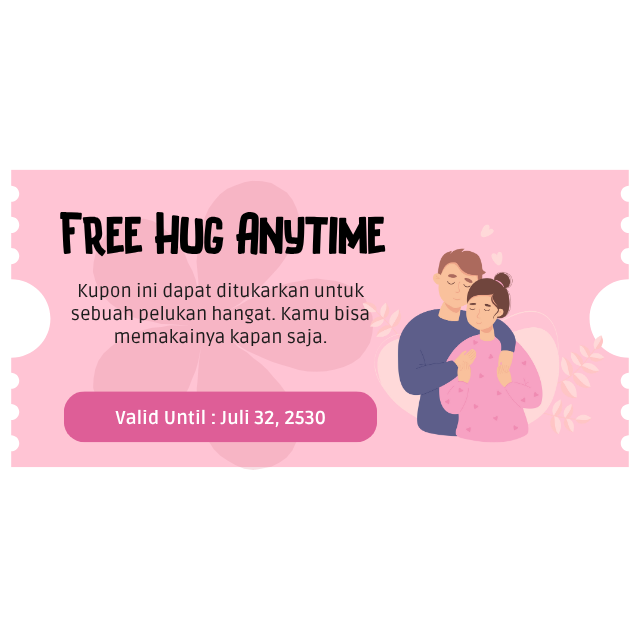 FREE HUG ANYTIME
Kupon ini dapat ditukarkan untuk
sebuah pelukan hangat. Kamu bisa
memakainya kapan saja.
Valid Until : Juli 32, 2530